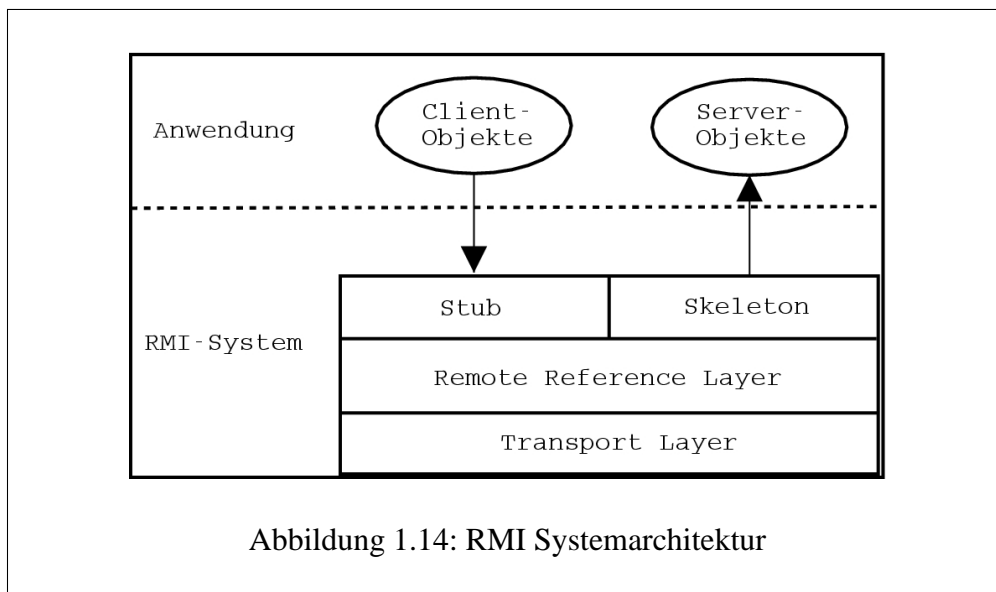 Anwendung
Client-
Objekte
Server-
Objekte
RMI-System
Stub
Skeleton
Remote Reference Layer
Transport Layer
Abbildung 1.14: RMI Systemarchitektur